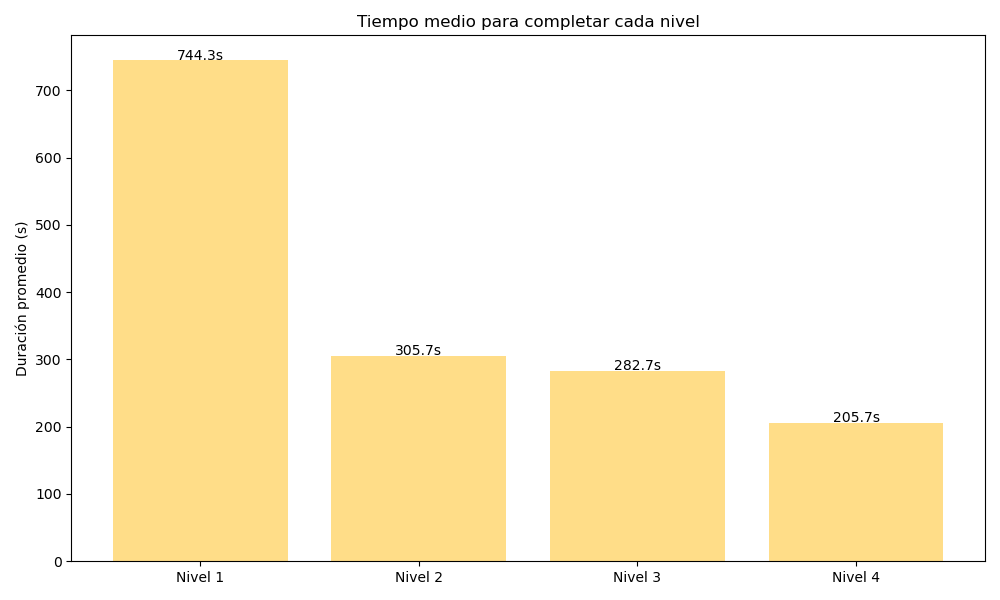 Tiempo medio para completar cada nivel
Duración promedio (s)
700
600
500
400
300
200
100
0
744.3s
305.7s
282.7s
205.7s
Nivel 1
Nivel 2
Nivel 3
Nivel 4